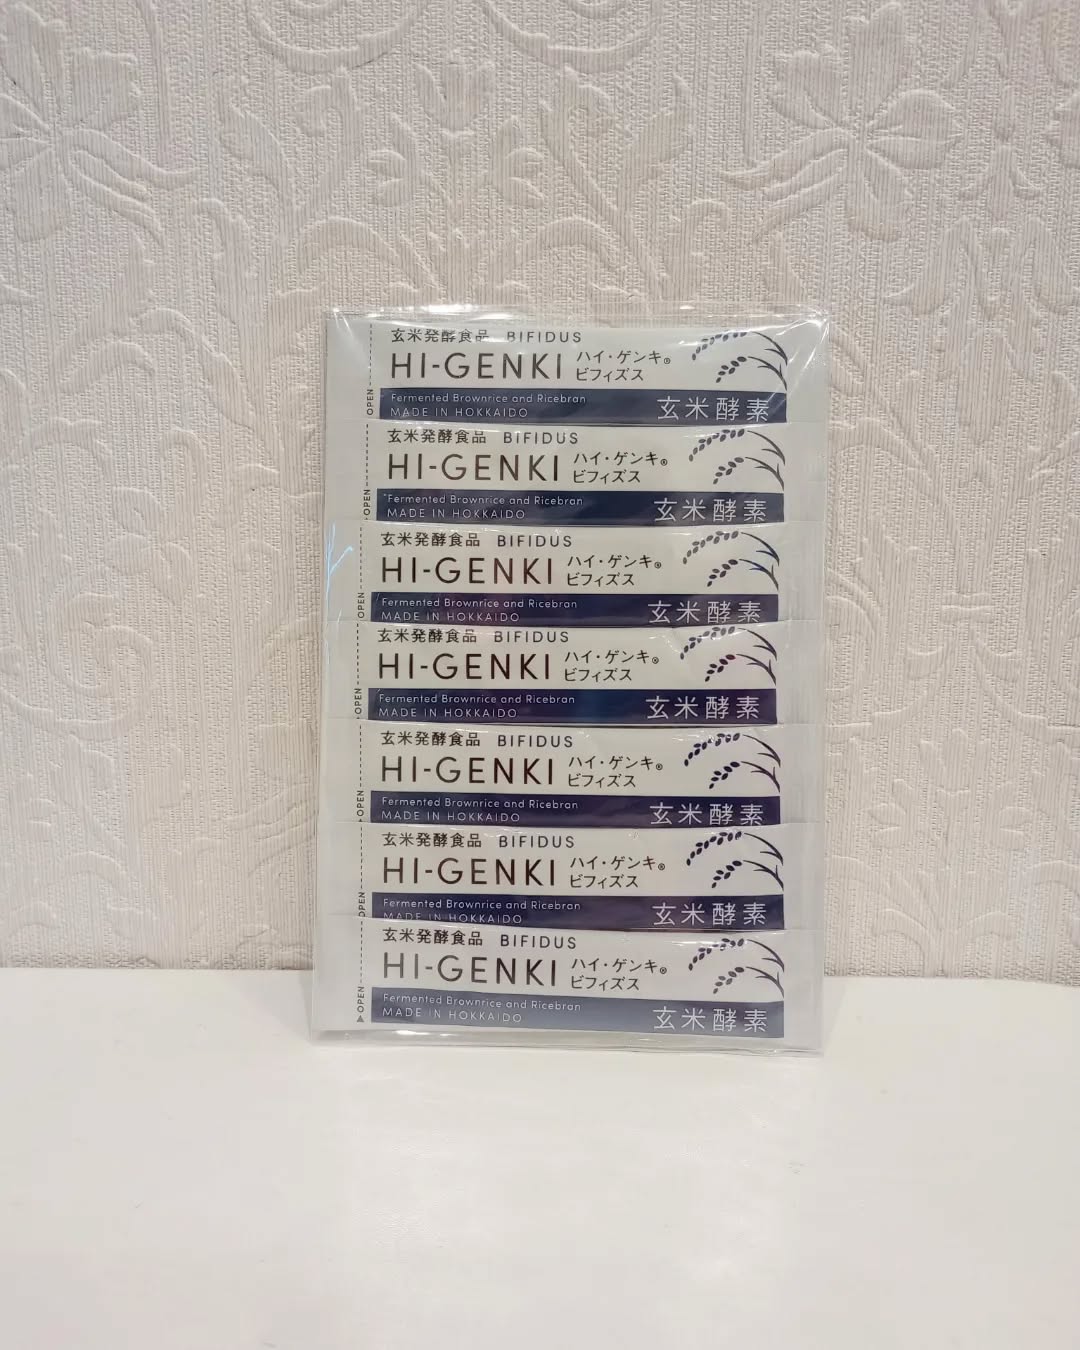 玄米発酵食品 BIFIDUS
HI-GENKI ハイ・ゲンキ®
ビフィズス
OPEN
Fermented Brownrice and Ricebran
MADE IN HOKKAIDO
玄米酵素
玄米発酵食品 BIFIDUS
HI-GENKI ハイ・ゲンキ®
ビフィズス
OPEN
Fermented Brownrice and Ricebran
MADE IN HOKKAIDO
玄米酵素
玄米発酵食品 BIFIDUS
HI-GENKI ハイ・ゲンキ®
ビフィズス
OPEN
Fermented Brownrice and Ricebran
MADE IN HOKKAIDO
玄米酵素
玄米発酵食品 BIFIDUS
HI-GENKI ハイ・ゲンキ®
ビフィズス
OPEN
Fermented Brownrice and Ricebran
MADE IN HOKKAIDO
玄米酵素
玄米発酵食品 BIFIDUS
HI-GENKI ハイ・ゲンキ®
ビフィズス
OPEN
Fermented Brownrice and Ricebran
MADE IN HOKKAIDO
玄米酵素
玄米発酵食品 BIFIDUS
HI-GENKI ハイ・ゲンキ®
ビフィズス
OPEN
Fermented Brownrice and Ricebran
MADE IN HOKKAIDO
玄米酵素
玄米発酵食品 BIFIDUS
HI-GENKI ハイ・ゲンキ®
ビフィズス
OPEN
Fermented Brownrice and Ricebran
MADE IN HOKKAIDO
玄米酵素